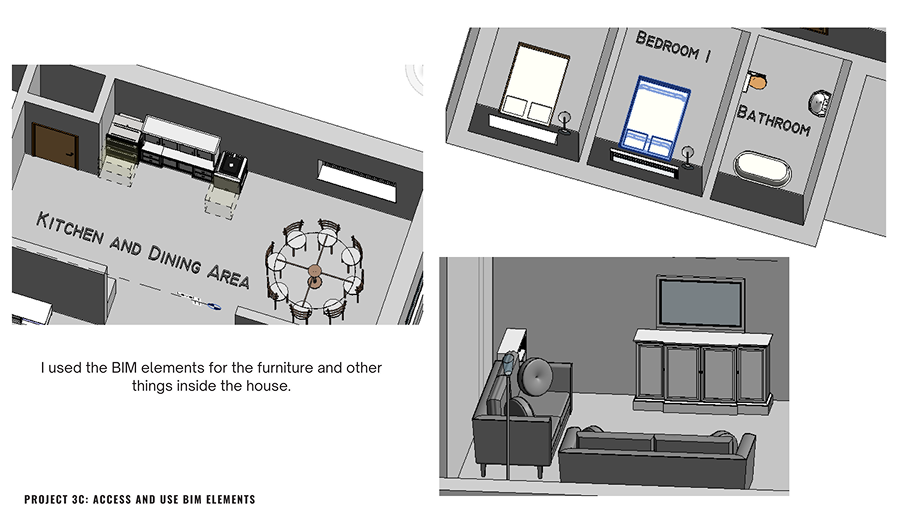 BEDROOM 1
BATHROOM
KITCHEN AND DINING AREA
I used the BIM elements for the furniture and other
things inside the house.
PROJECT 3C: ACCESS AND USE BIM ELEMENTS